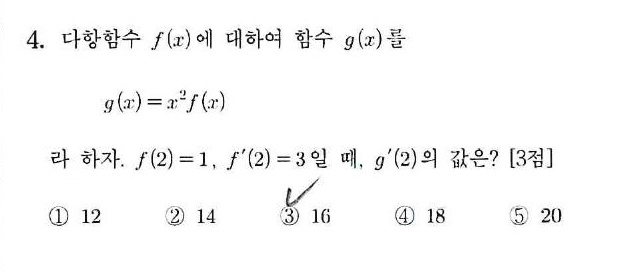 4. 다항함수 f(x)에 대하여 함수 g(x)를
g(x)=x²f(x)
라 하자. f(2)=1, f′(2)=3일 때, g′(2)의 값은? [3점]
① 12 ② 14 ③ 16 ④ 18 ⑤ 20